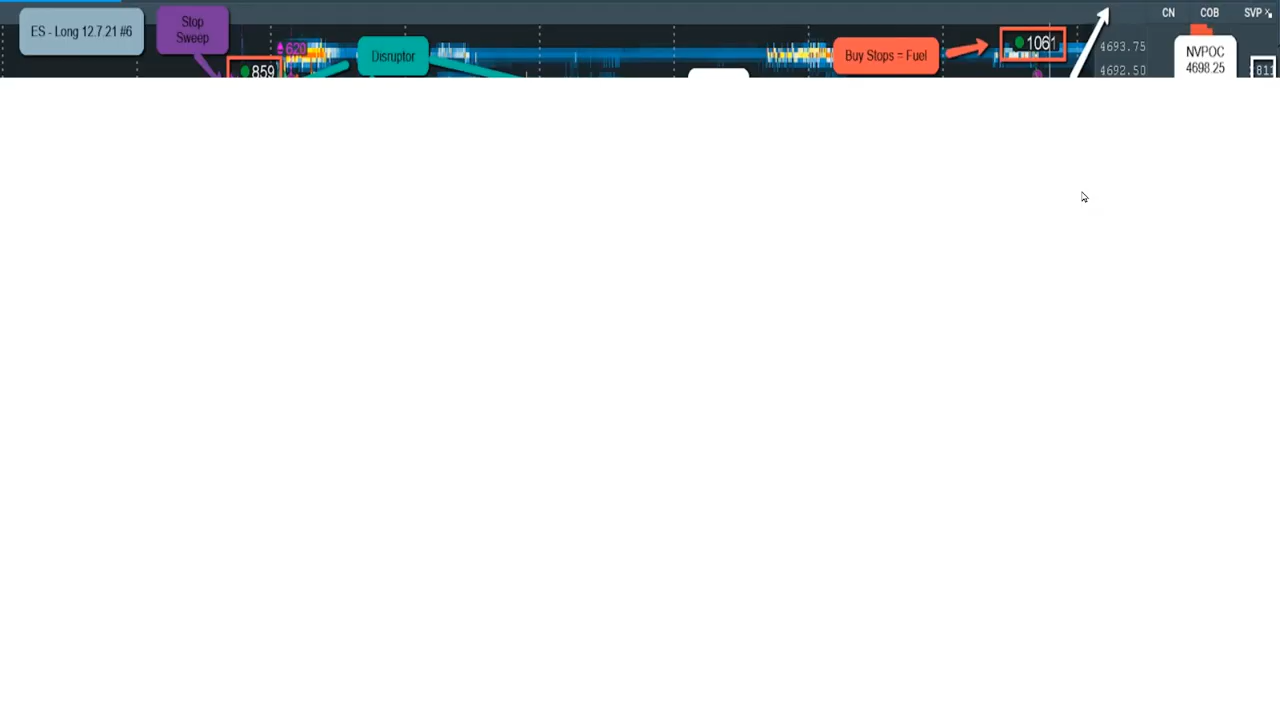 CN COB SVP
ES - Long 12.7.21 #6
Stop
Sweep
620
859
Disruptor
Buy Stops = Fuel
1061
4693.75
4692.50
NVPOC
4698.25
811